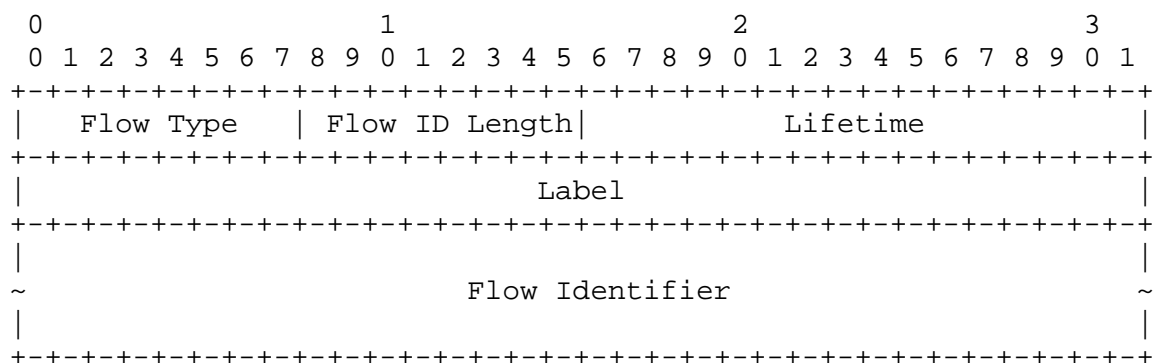 0                   1                   2                   3
 0 1 2 3 4 5 6 7 8 9 0 1 2 3 4 5 6 7 8 9 0 1 2 3 4 5 6 7 8 9 0 1
+-+-+-+-+-+-+-+-+-+-+-+-+-+-+-+-+-+-+-+-+-+-+-+-+-+-+-+-+-+-+-+-+
|   Flow Type   | Flow ID Length|           Lifetime            |
+-+-+-+-+-+-+-+-+-+-+-+-+-+-+-+-+-+-+-+-+-+-+-+-+-+-+-+-+-+-+-+-+
|                             Label                             |
+-+-+-+-+-+-+-+-+-+-+-+-+-+-+-+-+-+-+-+-+-+-+-+-+-+-+-+-+-+-+-+-+
|                                                               |
~                         Flow Identifier                       ~
|                                                               |
+-+-+-+-+-+-+-+-+-+-+-+-+-+-+-+-+-+-+-+-+-+-+-+-+-+-+-+-+-+-+-+-+